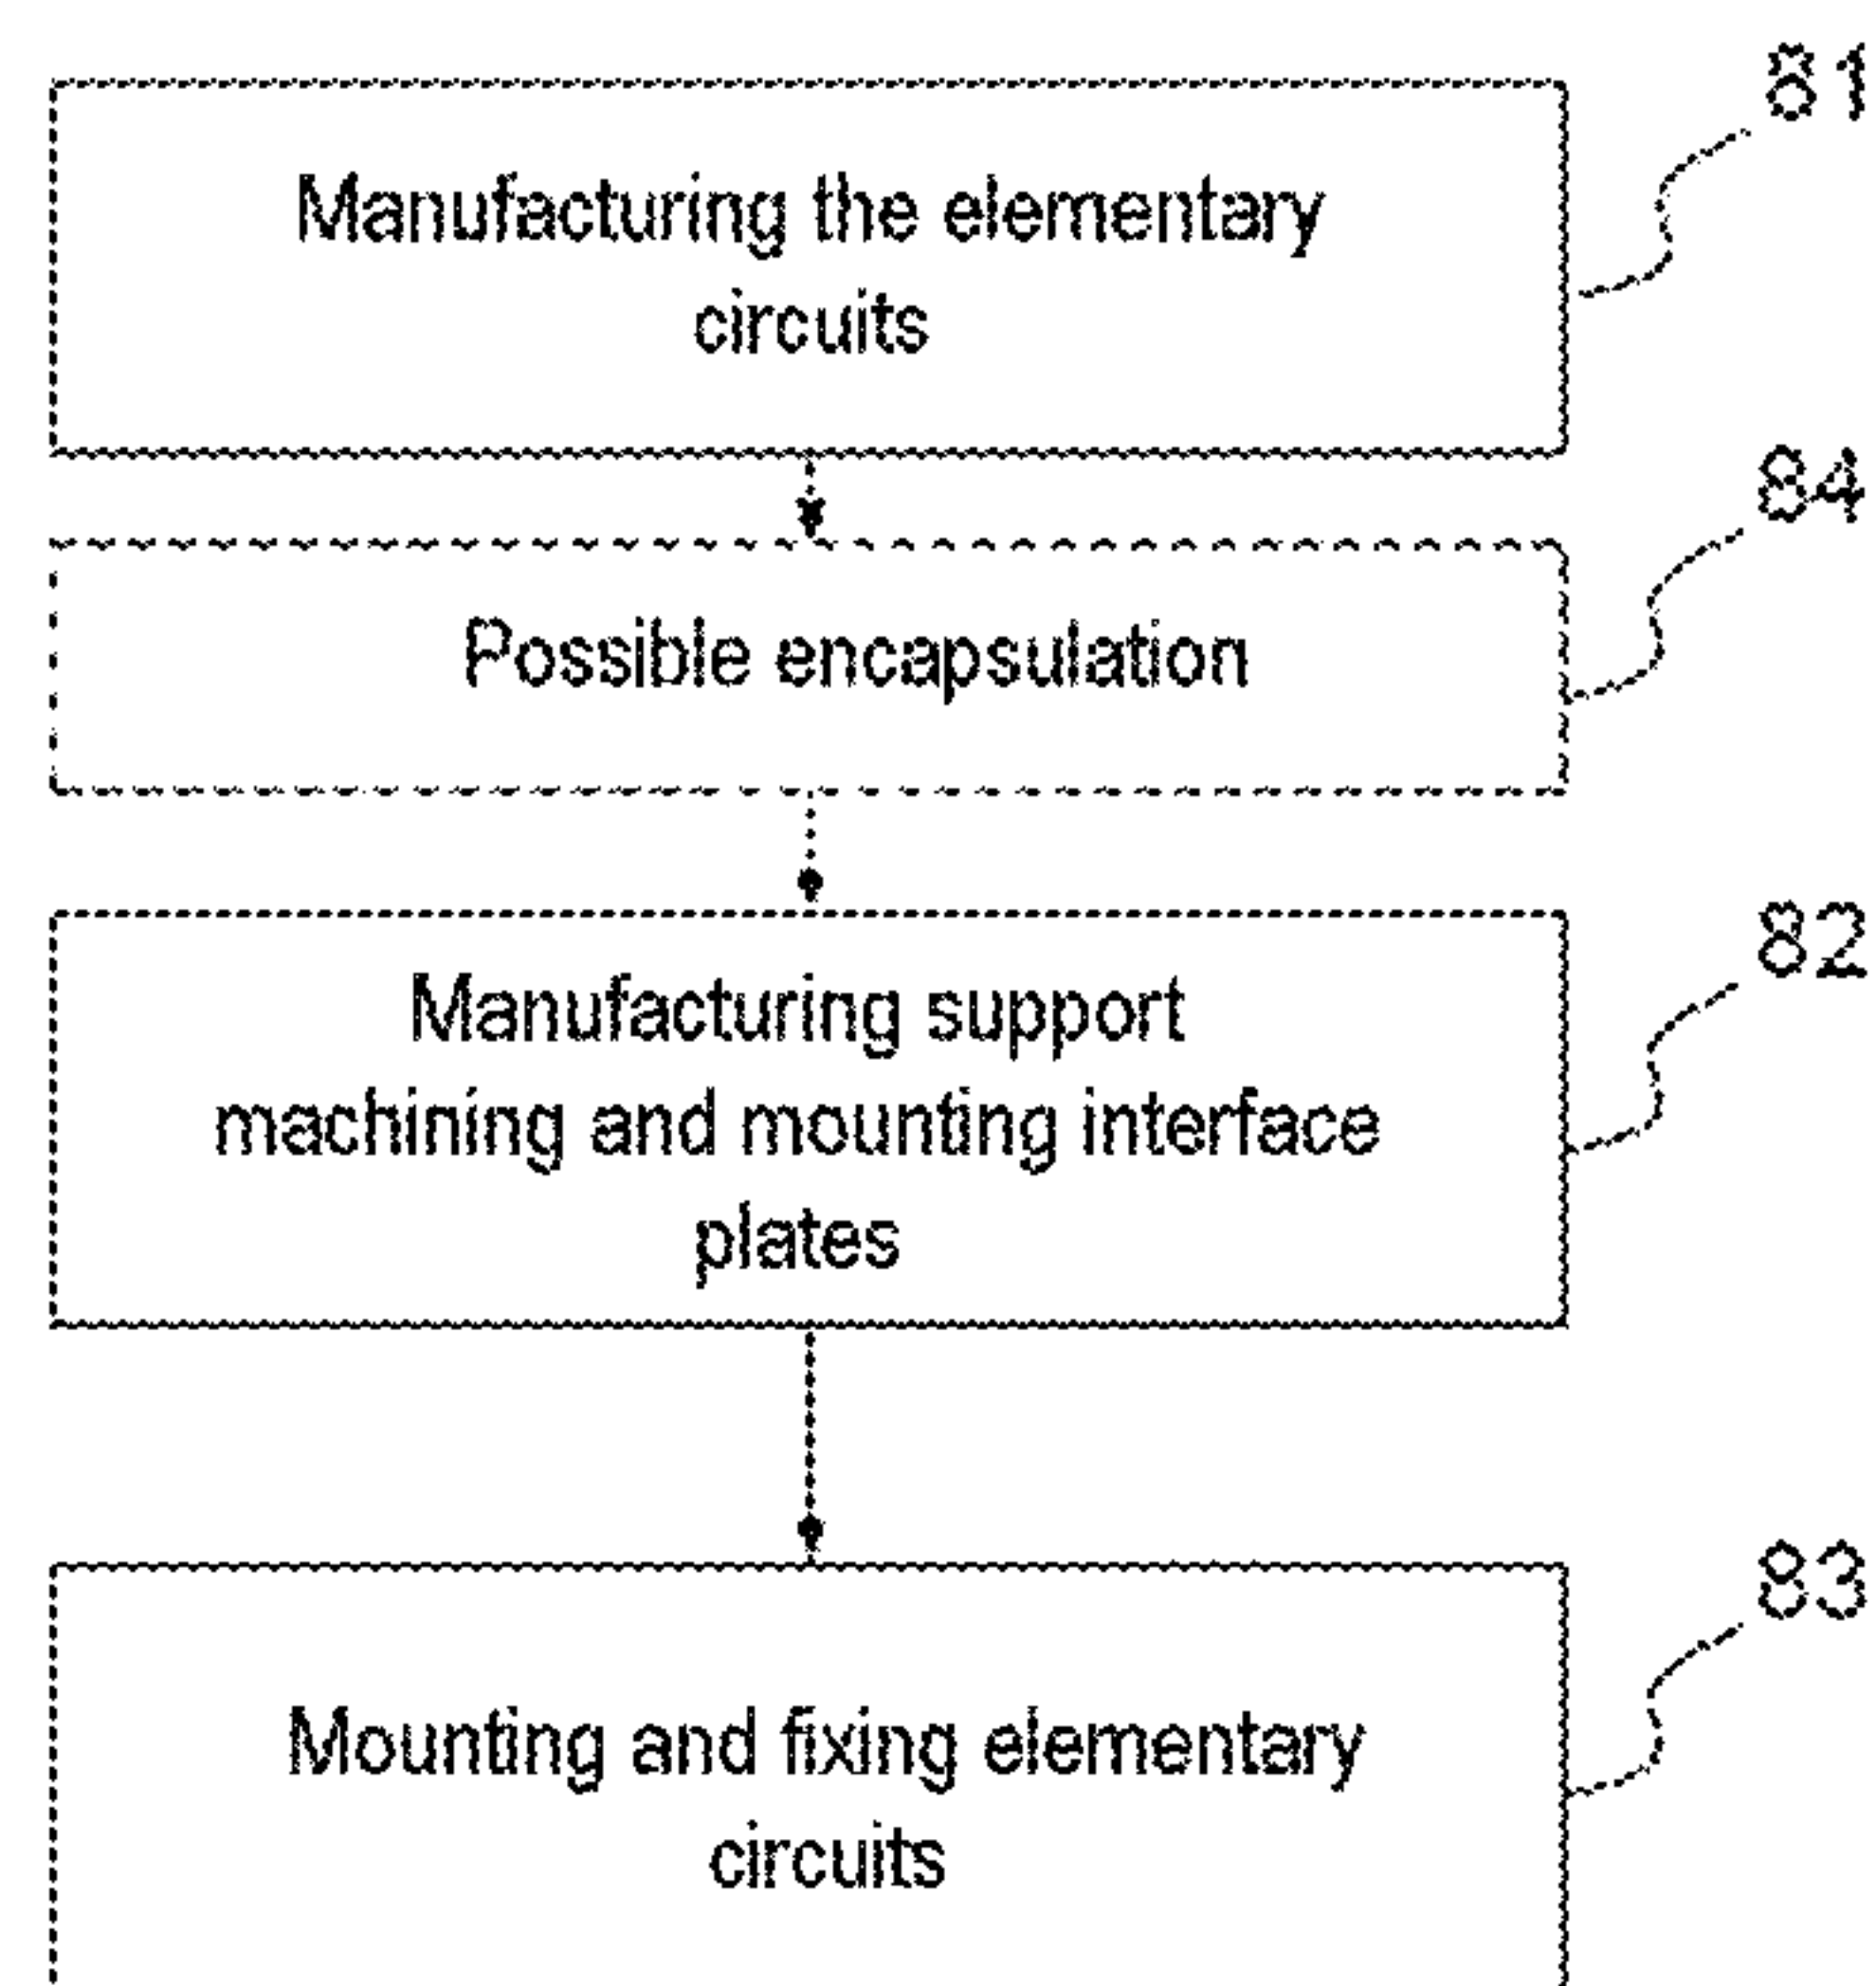 81
Manufacturing the elementary
circuits
84
Possible encapsulation
82
Manufacturing support
machining and mounting interface
plates
83
Mounting and fixing elementary
circuits